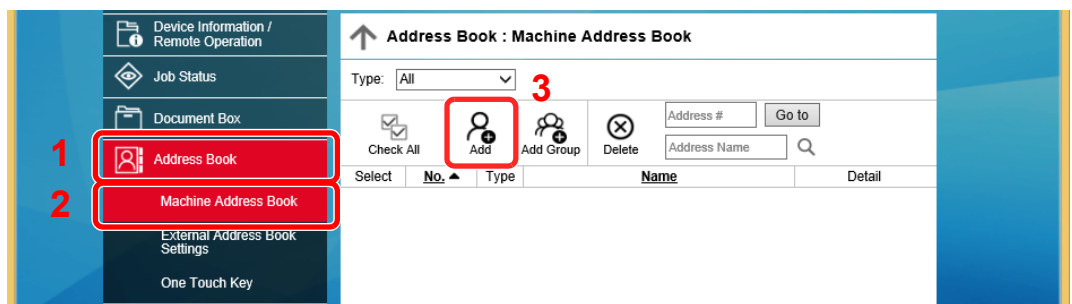 Device Information /
Remote Operation
Job Status
Document Box
1
Address Book
2
Machine Address Book
External Address Book
Settings
One Touch Key
Address Book : Machine Address Book
Type: All
3
Check All Add Add Group Delete
Address # Go to
Address Name
Select No. ▲ Type Name Detail